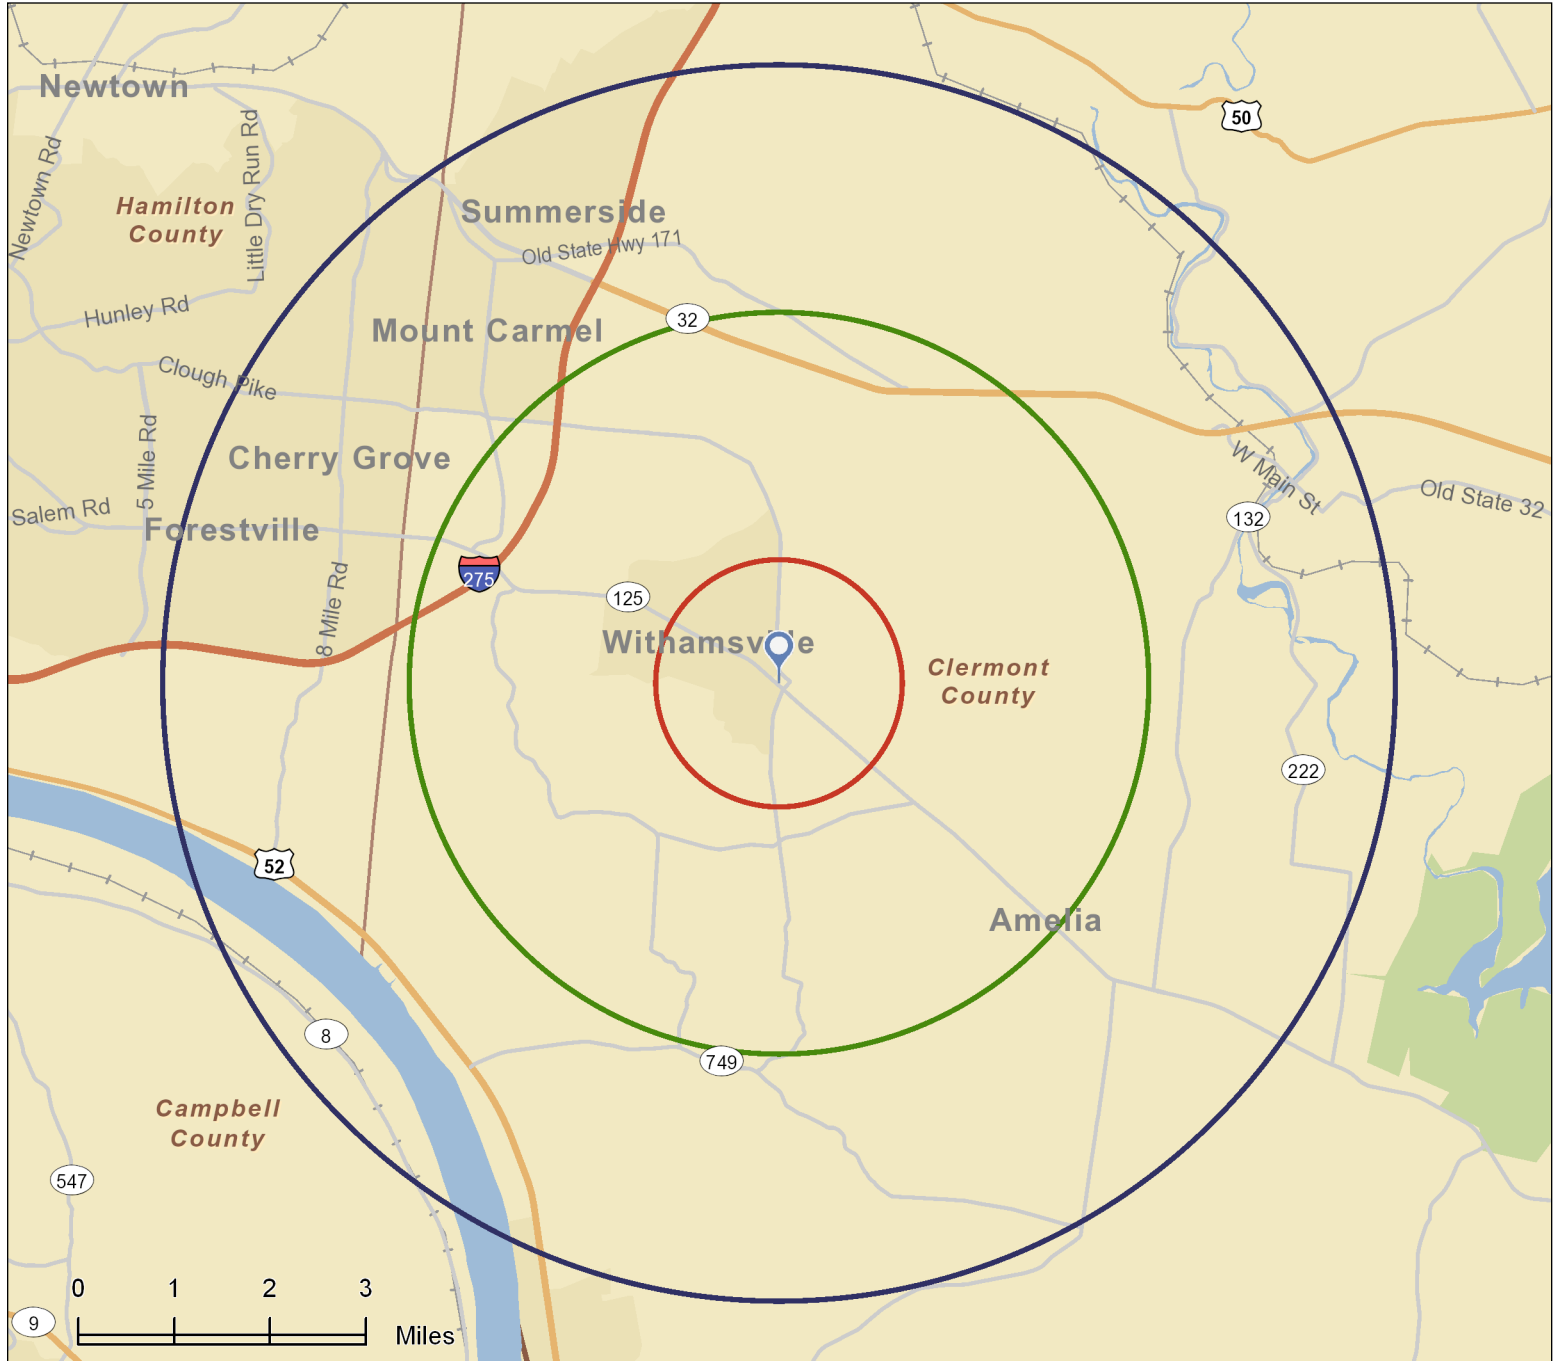 Newtown
50
Newtown Rd
Little Dry Run Rd
Hamilton
County
Summerside
Old State Hwy 171
Hunley Rd
32
Mount Carmel
Clough Pike
5 Mile Rd
Cherry Grove
W Main St
Old State 32
Salem Rd
Forestville
132
275
125
8 Mile Rd
Withamsville
Clermont
County
222
52
Amelia
8
749
Campbell
County
547
0 1 2 3
9
Miles